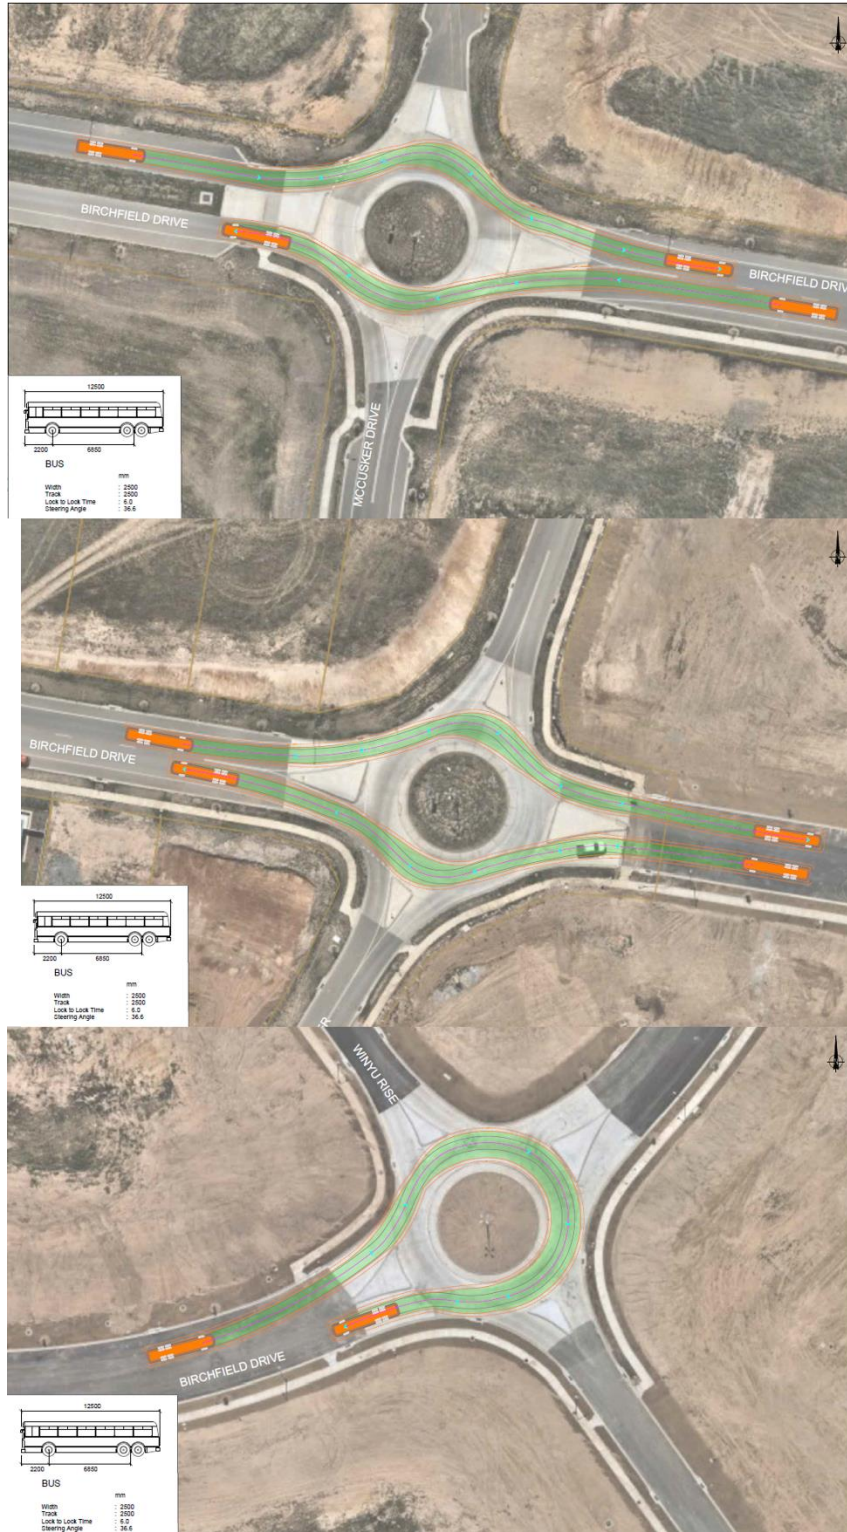 BIRCHFIELD DRIVE
BIRCHFIELD DRIV
MCCUSKER DRIVE
12500
2200
6850
BUS
mm
Width : 2500
Track : 2500
Lock to Lock Time : 6.0
Steering Angle : 36.6
BIRCHFIELD DRIVE
R
12500
2200
6850
BUS
mm
Width : 2500
Track : 2500
Lock to Lock Time : 6.0
Steering Angle : 36.6
WINYU RISE
BIRCHFIELD DRIVE
12500
2200
6850
BUS
mm
Width : 2500
Track : 2500
Lock to Lock Time : 6.0
Steering Angle : 36.6